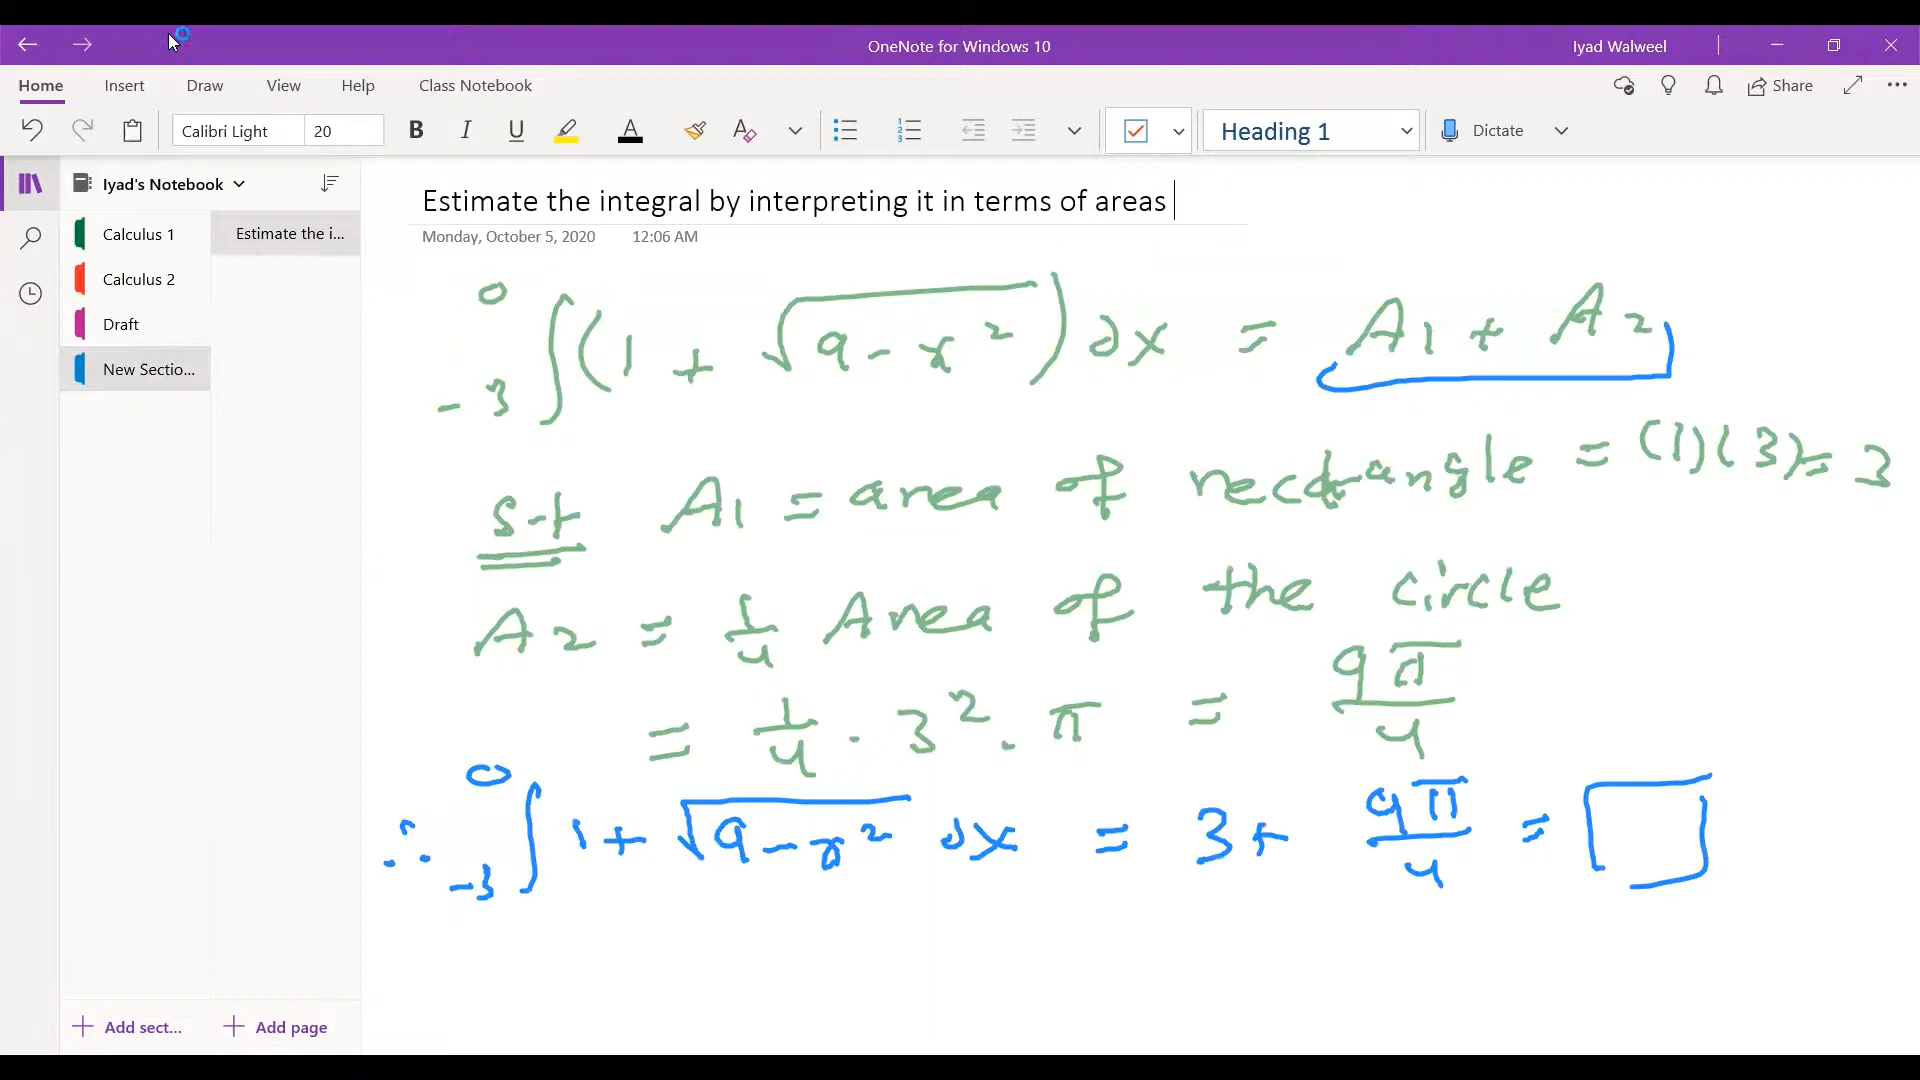 OneNote for Windows 10
Iyad Walweel
Home Insert Draw View Help Class Notebook
Share
Calibri Light 20 B I U A Heading 1 Dictate
Iyad's Notebook
Calculus 1
Calculus 2
Draft
New Sectio...
Estimate the i...
Estimate the integral by interpreting it in terms of areas
Monday, October 5, 2020 12:06 AM
∫_{-3}^{0} (1 + √(9 - x²)) dx = A1 + A2
s.t A1 = area of rectangle = (1)(3) = 3
A2 = 1/4 Area of the circle
= 1/4 · 3² · π = 9π/4
∴ ∫_{-3}^{0} 1 + √(9 - x²) dx = 3 + 9π/4 =
Add sect...
Add page